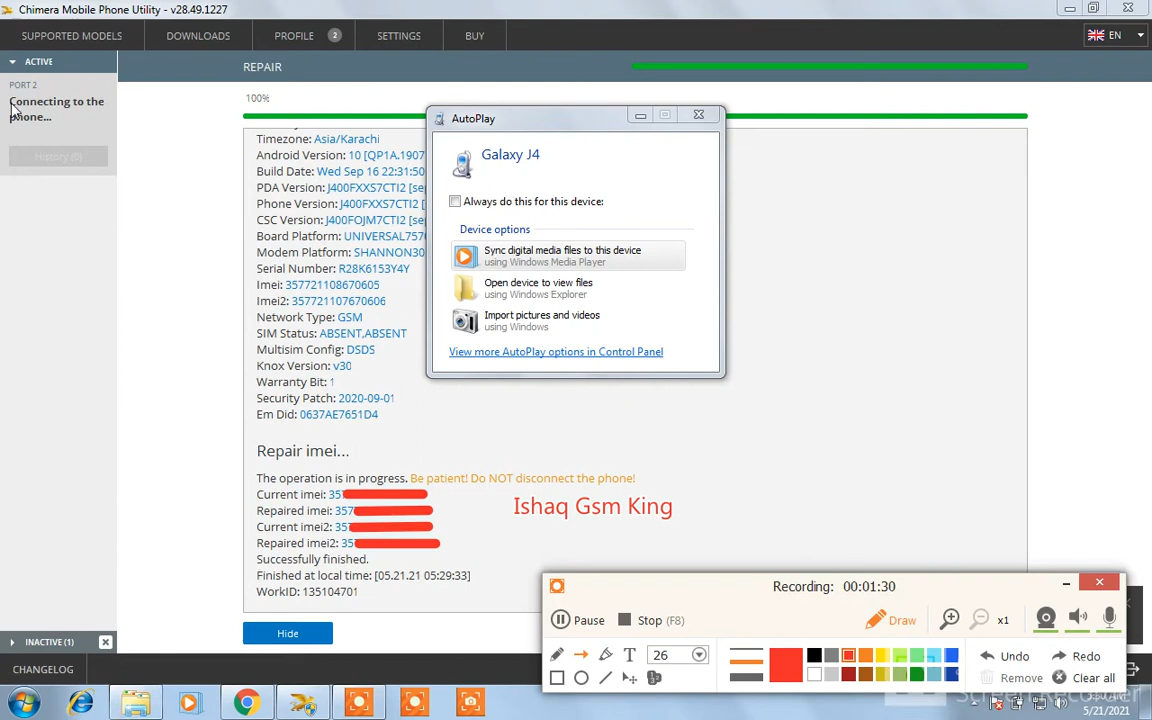 Chimera Mobile Phone Utility - v28.49.1227
SUPPORTED MODELS
DOWNLOADS
PROFILE
2
SETTINGS
BUY
EN
ACTIVE
PORT 2
Connecting to the
phone...
History (0)
REPAIR
100%
Timezone: Asia/Karachi
Android Version: 10 [QP1A.1907
Build Date: Wed Sep 16 22:31:50
PDA Version: J400FXXS7CTI2 [sep
Phone Version: J400FXXS7CTI2 [
CSC Version: J400FOJM7CTI2 [sep
Board Platform: UNIVERSAL757
Modem Platform: SHANNON30
Serial Number: R28K6153Y4Y
Imei: 357721108670605
Imei2: 357721107670606
Network Type: GSM
SIM Status: ABSENT,ABSENT
Multisim Config: DSDS
Knox Version: v30
Warranty Bit: 1
Security Patch: 2020-09-01
Em Did: 0637AE7651D4
Repair imei...
The operation is in progress. Be patient! Do NOT disconnect the phone!
Current imei: 357
Repaired imei: 357
Current imei2: 35
Repaired imei2: 35
Successfully finished.
Finished at local time: [05.21.21 05:29:33]
WorkID: 135104701
Hide
AutoPlay
Galaxy J4
Always do this for this device:
Device options
Sync digital media files to this device
using Windows Media Player
Open device to view files
using Windows Explorer
Import pictures and videos
using Windows
View more AutoPlay options in Control Panel
Ishaq Gsm King
Recording: 00:01:30
Pause
Stop (F8)
Draw
x1
T
26
Undo
Redo
Remove
Clear all
INACTIVE (1)
CHANGELOG
5/21/2021